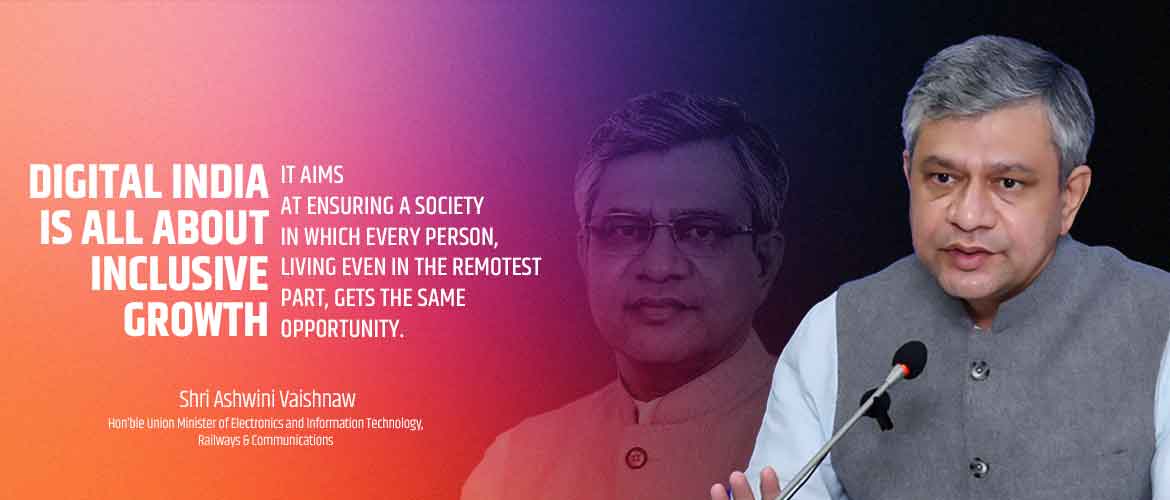 DIGITAL INDIA
IS ALL ABOUT
INCLUSIVE
GROWTH
IT AIMS
AT ENSURING A SOCIETY
IN WHICH EVERY PERSON,
LIVING EVEN IN THE REMOTEST
PART, GETS THE SAME
OPPORTUNITY.
Shri Ashwini Vaishnaw
Hon'ble Union Minister of Electronics and Information Technology,
Railways & Communications